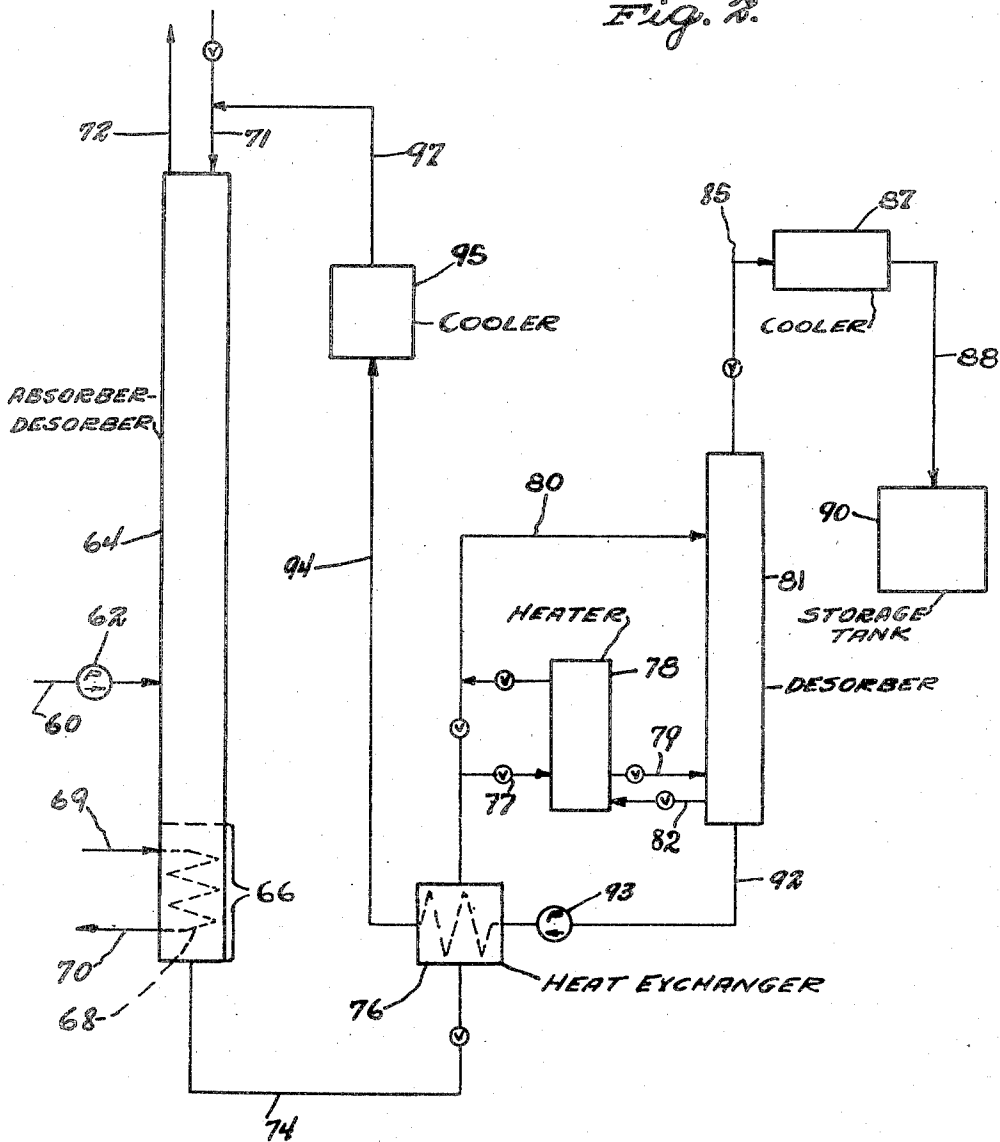 Fig. 2.
V
72
71
97
85
87
95
COOLER
COOLER
88
ABSORBER-
DESORBER
V
80
90
64
94
81
HEATER
STORAGE
TANK
62
P
V
78
DESORBER
60
V
79
V
V
77
V
82
69
66
93
92
P
70
76
HEAT EXCHANGER
68
V
74